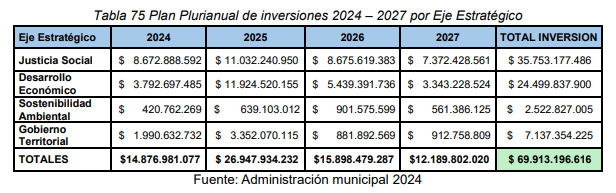 Tabla 75 Plan Plurianual de inversiones 2024 – 2027 por Eje Estratégico
Eje Estratégico 2024 2025 2026 2027 TOTAL INVERSION
Justicia Social $ 8.672.888.592 $ 11.032.240.950 $ 8.675.619.383 $ 7.372.428.561 $ 35.753.177.486
Desarrollo
Económico $ 3.792.697.485 $ 11.924.520.155 $ 5.439.391.736 $ 3.343.228.524 $ 24.499.837.900
Sostenibilidad
Ambiental $ 420.762.269 $ 639.103.012 $ 901.575.599 $ 561.386.125 $ 2.522.827.005
Gobierno
Territorial $ 1.990.632.732 $ 3.352.070.115 $ 881.892.569 $ 912.758.809 $ 7.137.354.225
TOTALES $14.876.981.077 $ 26.947.934.232 $15.898.479.287 $12.189.802.020 $ 69.913.196.616
Fuente: Administración municipal 2024